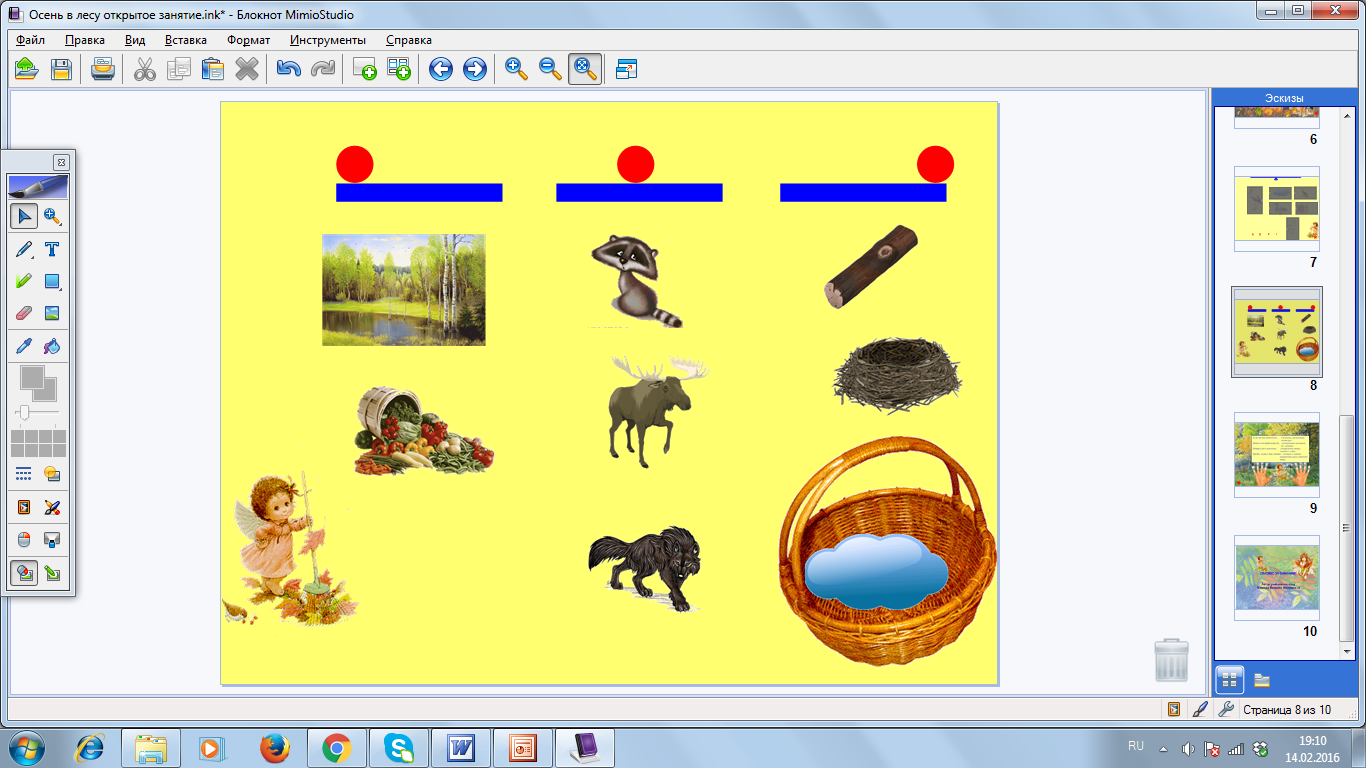 Осень в лесу открытое занятие.ink* - Блокнот MimioStudio
Файл Правка Вид Вставка Формат Инструменты Справка
Эскизы
6
7
8
9
10
Страница 8 из 10
RU
19:10
14.02.2016